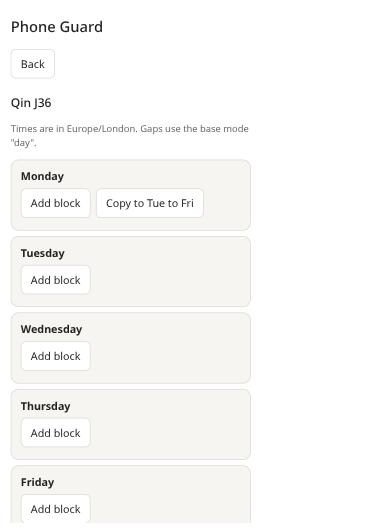 Phone Guard
Back
Qin J36
Times are in Europe/London. Gaps use the base mode
"day".
Monday
Add block
Copy to Tue to Fri
Tuesday
Add block
Wednesday
Add block
Thursday
Add block
Friday
Add block